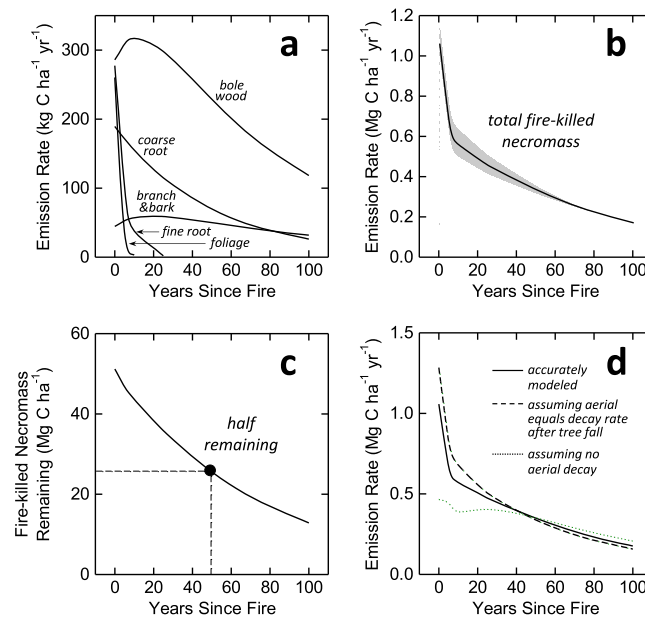 a
Emission Rate (kg C ha⁻¹ yr⁻¹)
350
300
200
100
0
bole
wood
coarse
root
branch
&bark
fine root
foliage
0 20 40 60 80 100
Years Since Fire
b
Emission Rate (Mg C ha⁻¹ yr⁻¹)
1.2
1.0
0.8
0.6
0.4
0.2
0.0
total fire-killed
necromass
0 20 40 60 80 100
Years Since Fire
c
Fire-killed Necromass
Remaining (Mg C ha⁻¹)
60
40
20
0
half
remaining
0 20 40 60 80 100
Years Since Fire
d
Emission Rate (Mg C ha⁻¹ yr⁻¹)
1.5
1.0
0.5
0.0
accurately
modeled
assuming aerial
equals decay rate
after tree fall
assuming no
aerial decay
0 20 40 60 80 100
Years Since Fire